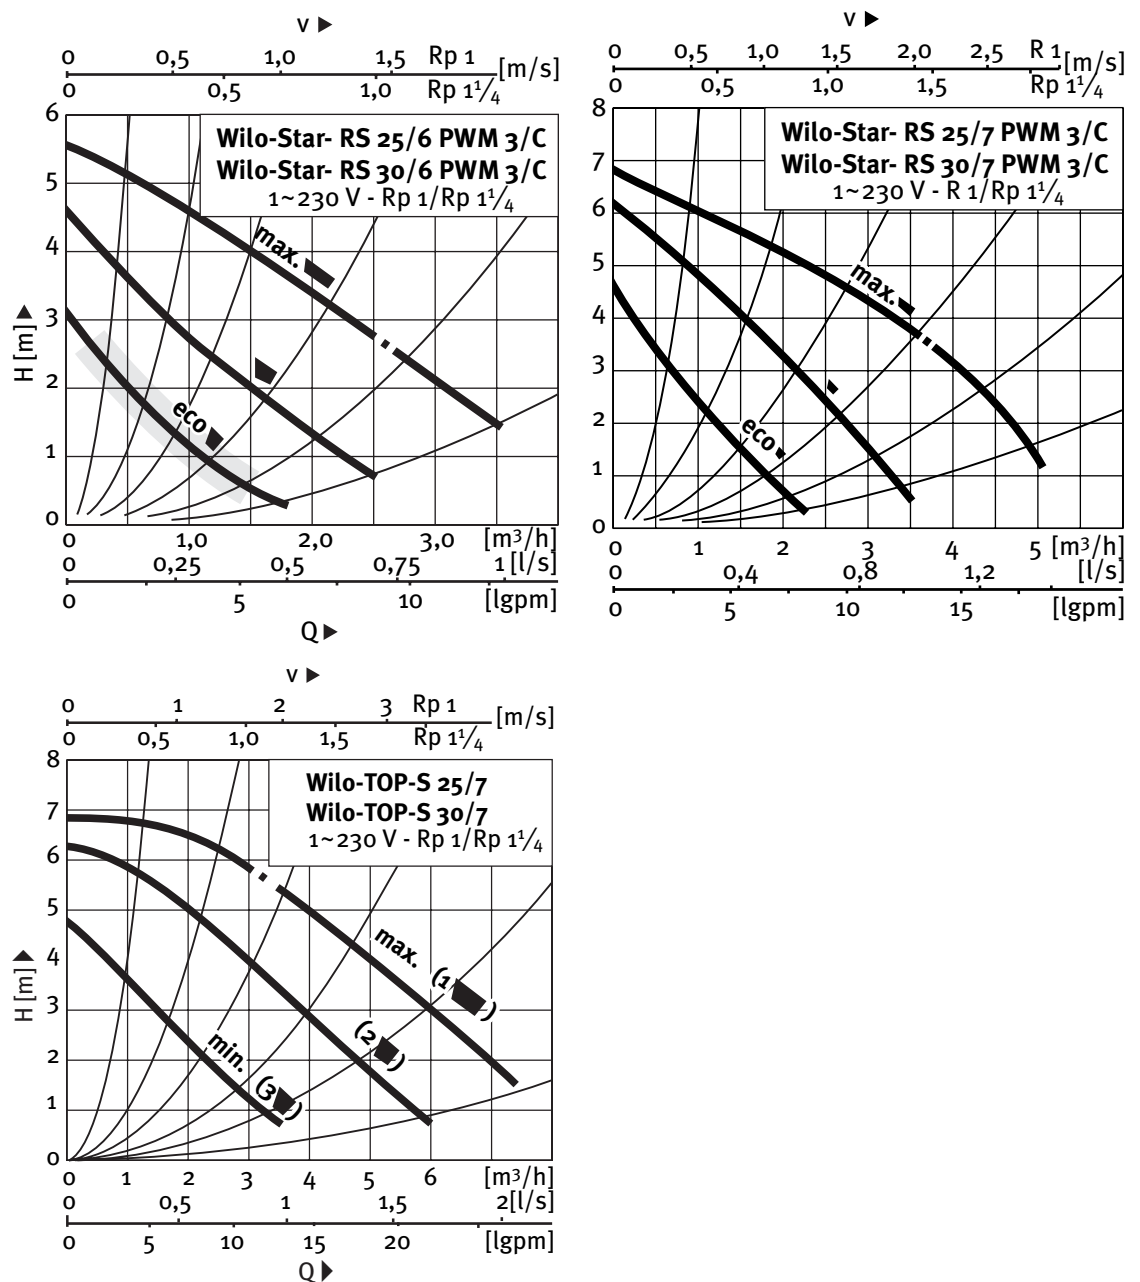 v ▶
0 0,5 1,0 1,5 Rp 1 [m/s]
0 0,5 1,0 Rp 1¼
Wilo-Star- RS 25/6 PWM 3/C
Wilo-Star- RS 30/6 PWM 3/C
1~230 V - Rp 1/Rp 1¼
6
5
4
3
2
1
0
H [m] ▶
max.
eco
1,0 2,0 3,0 [m³/h]
0 0,25 0,5 0,75 1 [l/s]
0 5 10 [lgpm]
Q ▶
v ▶
0 0,5 1,0 1,5 2,0 2,5 R 1 [m/s]
0 0,5 1,0 1,5 Rp 1¼
Wilo-Star- RS 25/7 PWM 3/C
Wilo-Star- RS 30/7 PWM 3/C
1~230 V - R 1/Rp 1¼
8
7
6
5
4
3
2
1
0
max.
eco
0 1 2 3 4 5 [m³/h]
0 0,4 0,8 1,2 [l/s]
0 5 10 15 [lgpm]
v ▶
0 1 2 3 Rp 1 [m/s]
0 0,5 1,0 1,5 Rp 1¼
Wilo-TOP-S 25/7
Wilo-TOP-S 30/7
1~230 V - Rp 1/Rp 1¼
8
7
6
5
4
3
2
1
0
H [m] ▶
max. (1 )
(2 )
min. (3 )
0 1 2 3 4 5 6 [m³/h]
0 0,5 1 1,5 2 [l/s]
0 5 10 15 20 [lgpm]
Q ▶